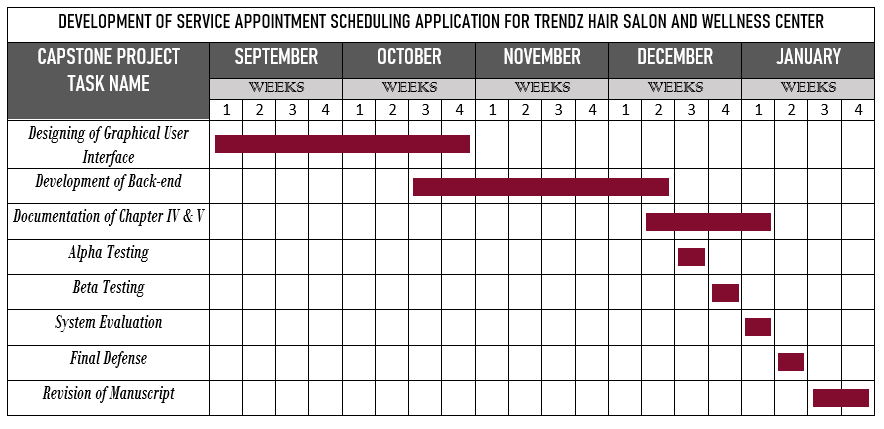 DEVELOPMENT OF SERVICE APPOINTMENT SCHEDULING APPLICATION FOR TRENDZ HAIR SALON AND WELLNESS CENTER
CAPSTONE PROJECT
TASK NAME
SEPTEMBER OCTOBER NOVEMBER DECEMBER JANUARY
WEEKS WEEKS WEEKS WEEKS WEEKS
1 2 3 4 1 2 3 4 1 2 3 4 1 2 3 4 1 2 3 4
Designing of Graphical User
Interface
Development of Back-end
Documentation of Chapter IV & V
Alpha Testing
Beta Testing
System Evaluation
Final Defense
Revision of Manuscript